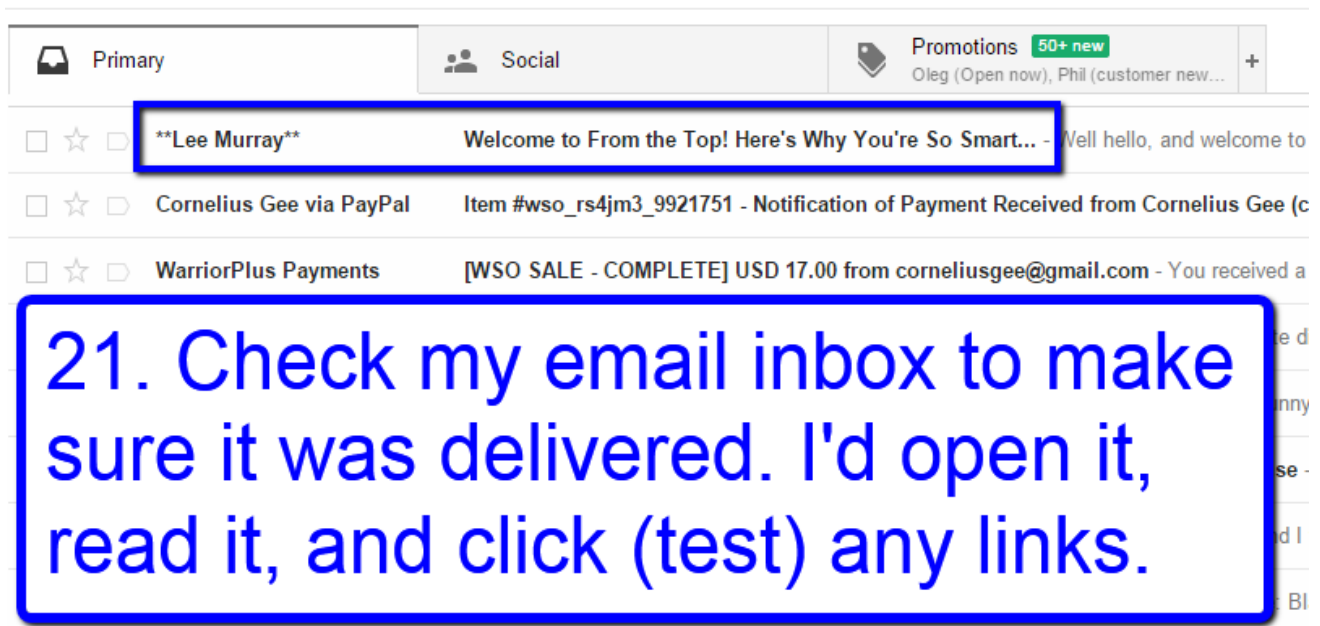 Primary
Social
Promotions 50+ new
Oleg (Open now), Phil (customer new...
+
**Lee Murray** Welcome to From the Top! Here's Why You're So Smart... - Well hello, and welcome to
Cornelius Gee via PayPal Item #wso_rs4jm3_9921751 - Notification of Payment Received from Cornelius Gee (c
WarriorPlus Payments [WSO SALE - COMPLETE] USD 17.00 from corneliusgee@gmail.com - You received a
21. Check my email inbox to make
sure it was delivered. I'd open it,
read it, and click (test) any links.